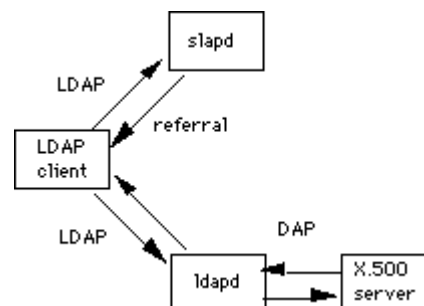 slapd
LDAP
referral
LDAP
client
LDAP
DAP
ldapd
X.500
server